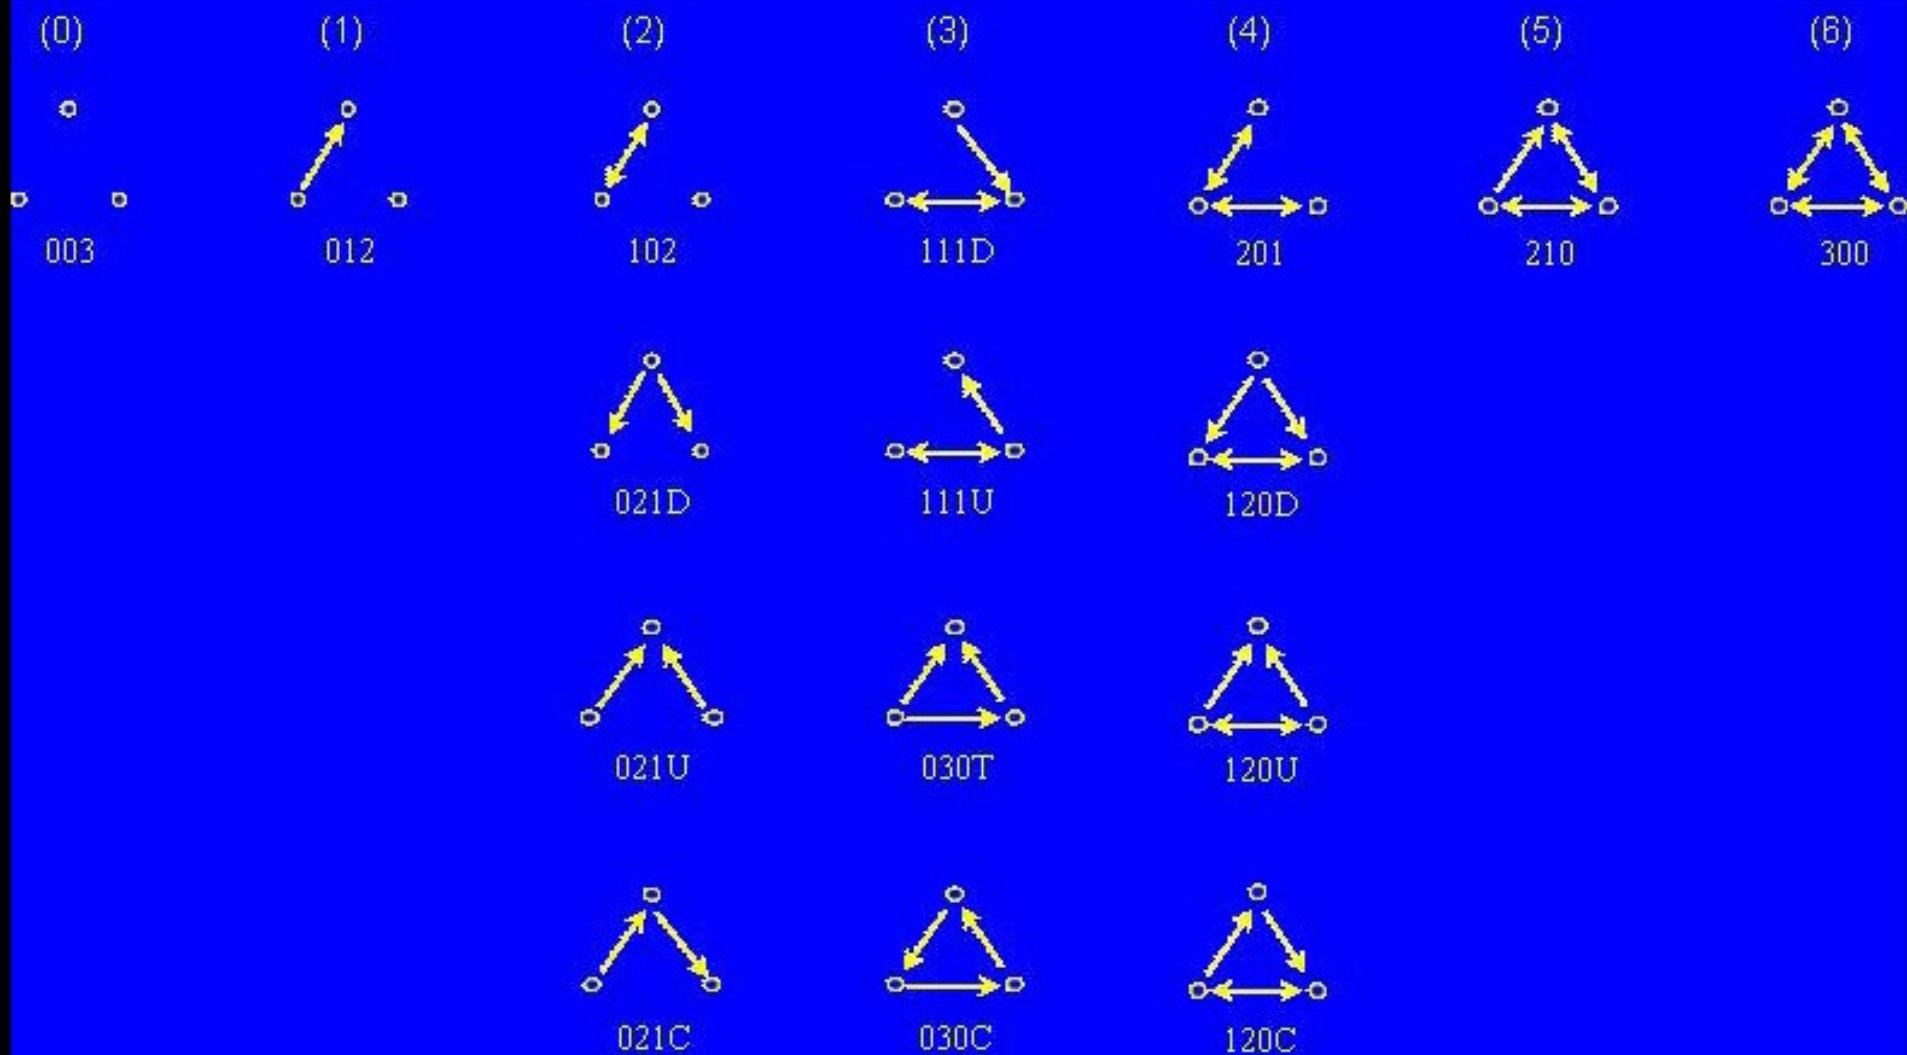 (0) (1) (2) (3) (4) (5) (6)
003 012 102 111D 201 210 300
021D 111U 120D
021U 030T 120U
021C 030C 120C